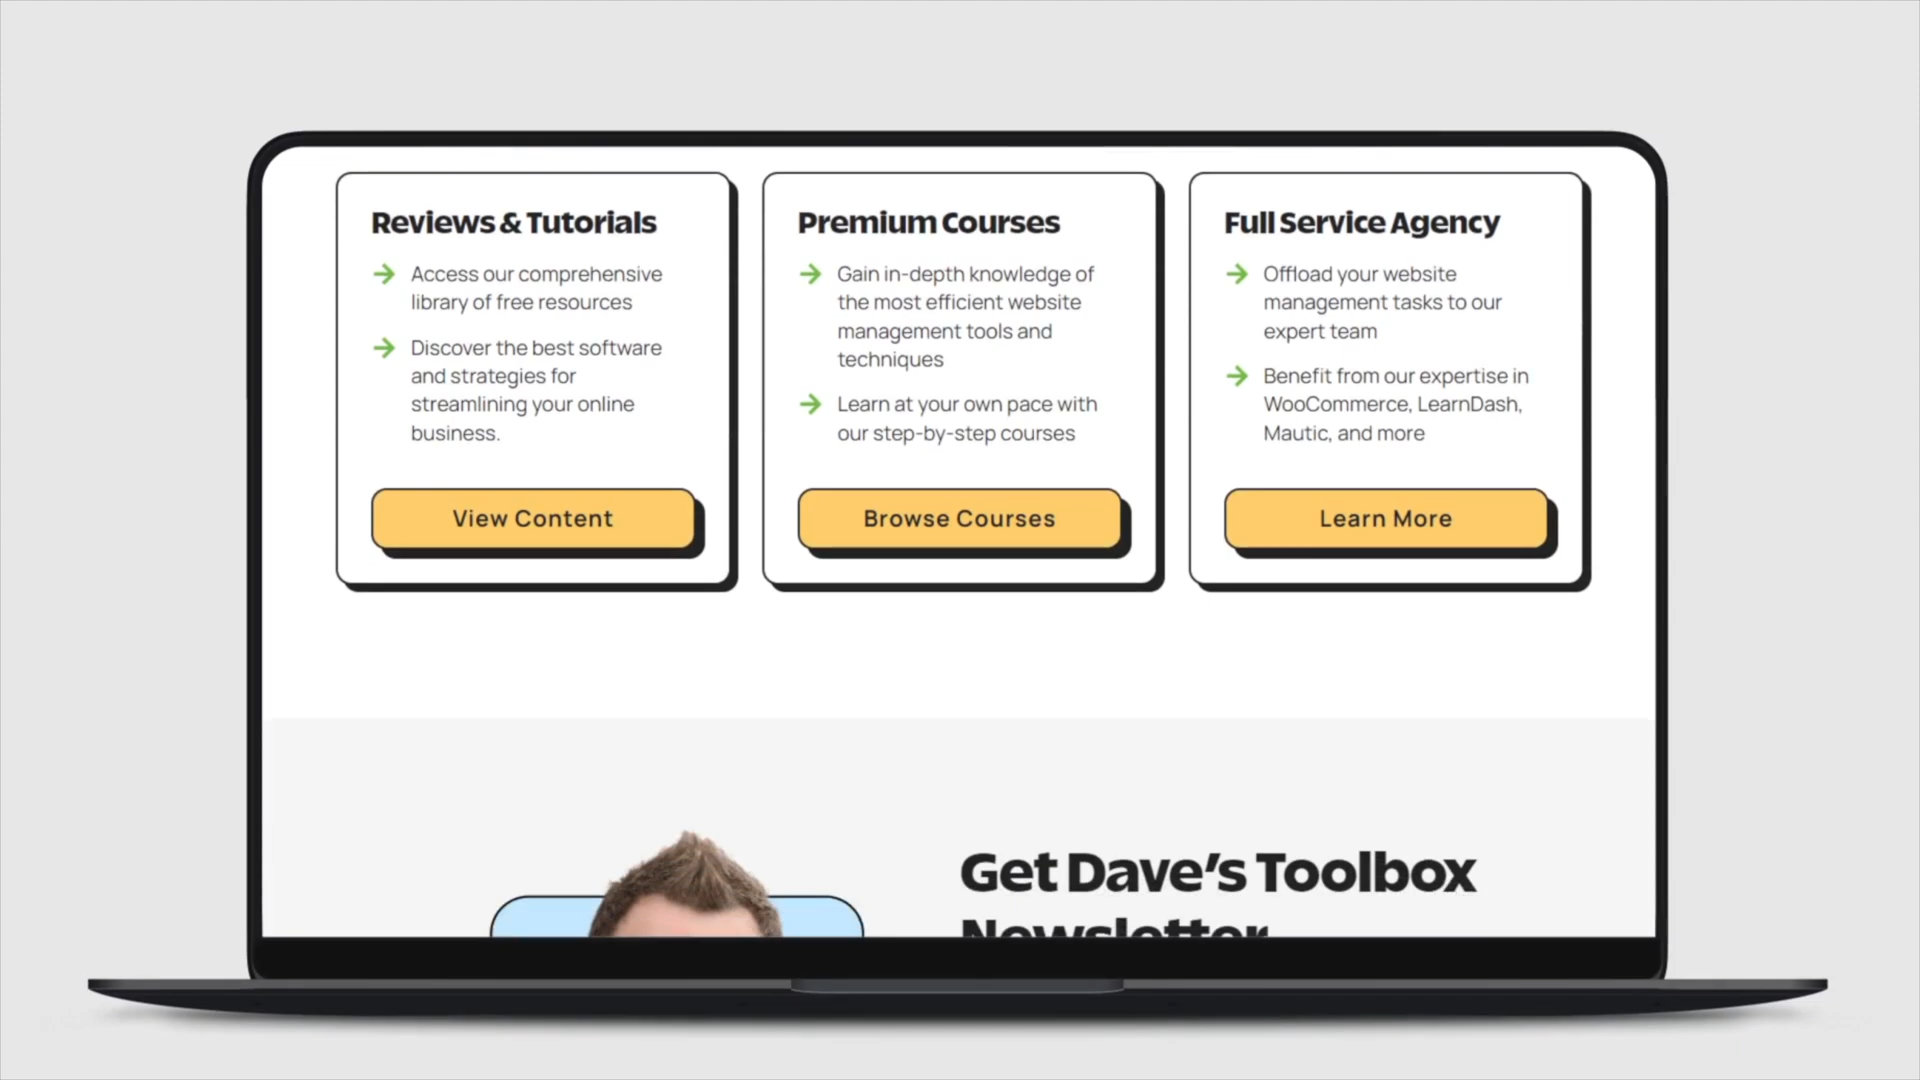 Reviews & Tutorials
Access our comprehensive
library of free resources
Discover the best software
and strategies for
streamlining your online
business.
View Content
Premium Courses
Gain in-depth knowledge of
the most efficient website
management tools and
techniques
Learn at your own pace with
our step-by-step courses
Browse Courses
Full Service Agency
Offload your website
management tasks to our
expert team
Benefit from our expertise in
WooCommerce, LearnDash,
Mautic, and more
Learn More
Get Dave’s Toolbox
Newsletter